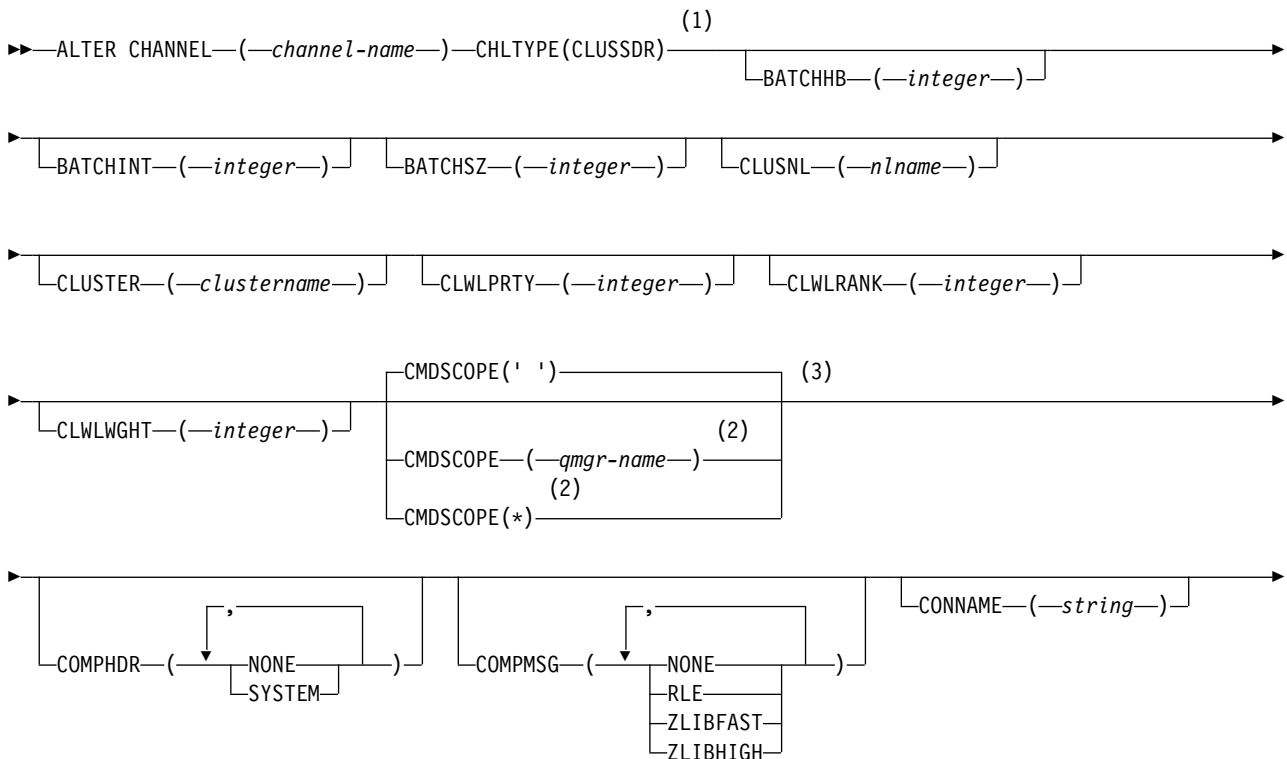 (1)
ALTER CHANNEL ( channel-name ) CHLTYPE(CLUSSDR)
BATCHHB ( integer )
BATCHINT ( integer ) BATCHSZ ( integer ) CLUSNL ( nlname )
CLUSTER ( clustername ) CLWLPRTY ( integer ) CLWLRANK ( integer )
CMDSCOPE(' ') (3)
CLWLWGHT ( integer )
(2)
CMDSCOPE ( qmgr-name )
(2)
CMDSCOPE(*)
, , CONNAME ( string )
COMPHDR ( NONE ) COMPMSG ( NONE )
SYSTEM RLE
ZLIBFAST
ZLIBHIGH